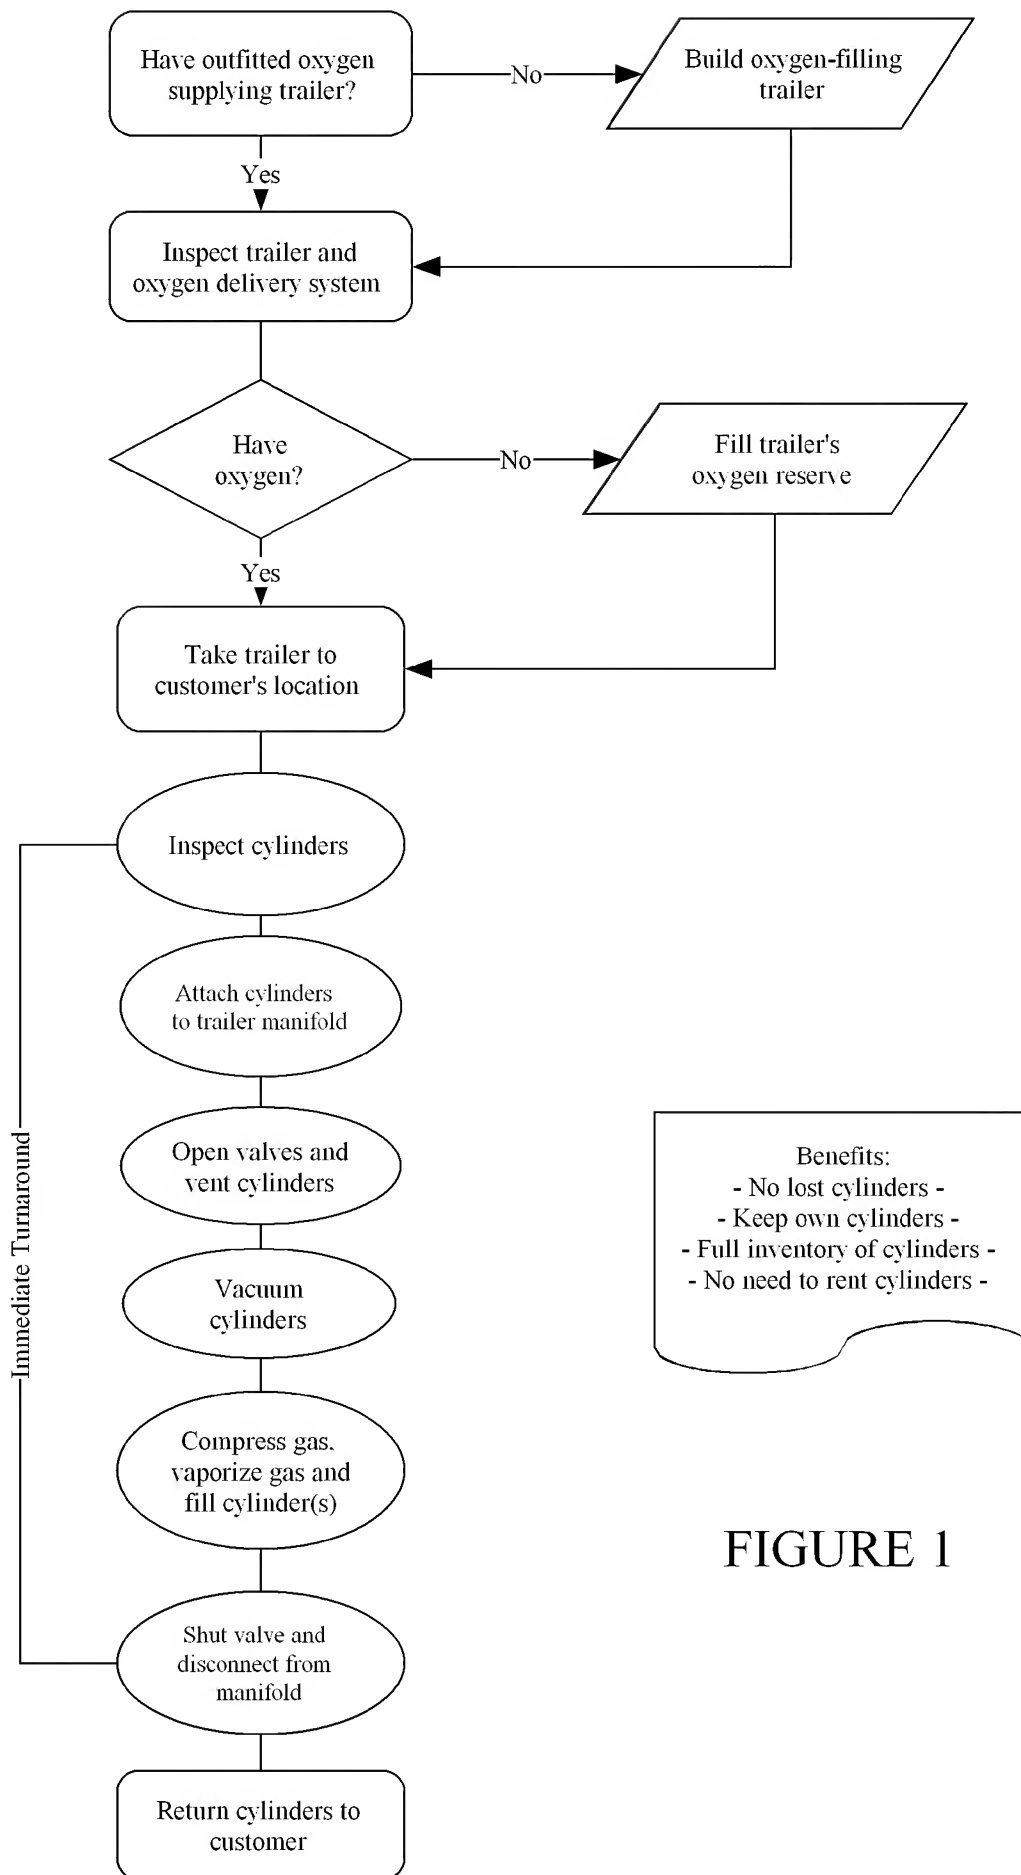 Have outfitted oxygen
supplying trailer?
No
Build oxygen-filling
trailer
Yes
Inspect trailer and
oxygen delivery system
Have
oxygen?
No
Fill trailer's
oxygen reserve
Yes
Take trailer to
customer's location
Inspect cylinders
Attach cylinders
to trailer manifold
Open valves and
vent cylinders
Vacuum
cylinders
Compress gas,
vaporize gas and
fill cylinder(s)
Shut valve and
disconnect from
manifold
Return cylinders to
customer
Immediate Turnaround
Benefits:
- No lost cylinders -
- Keep own cylinders -
- Full inventory of cylinders -
- No need to rent cylinders -
FIGURE 1